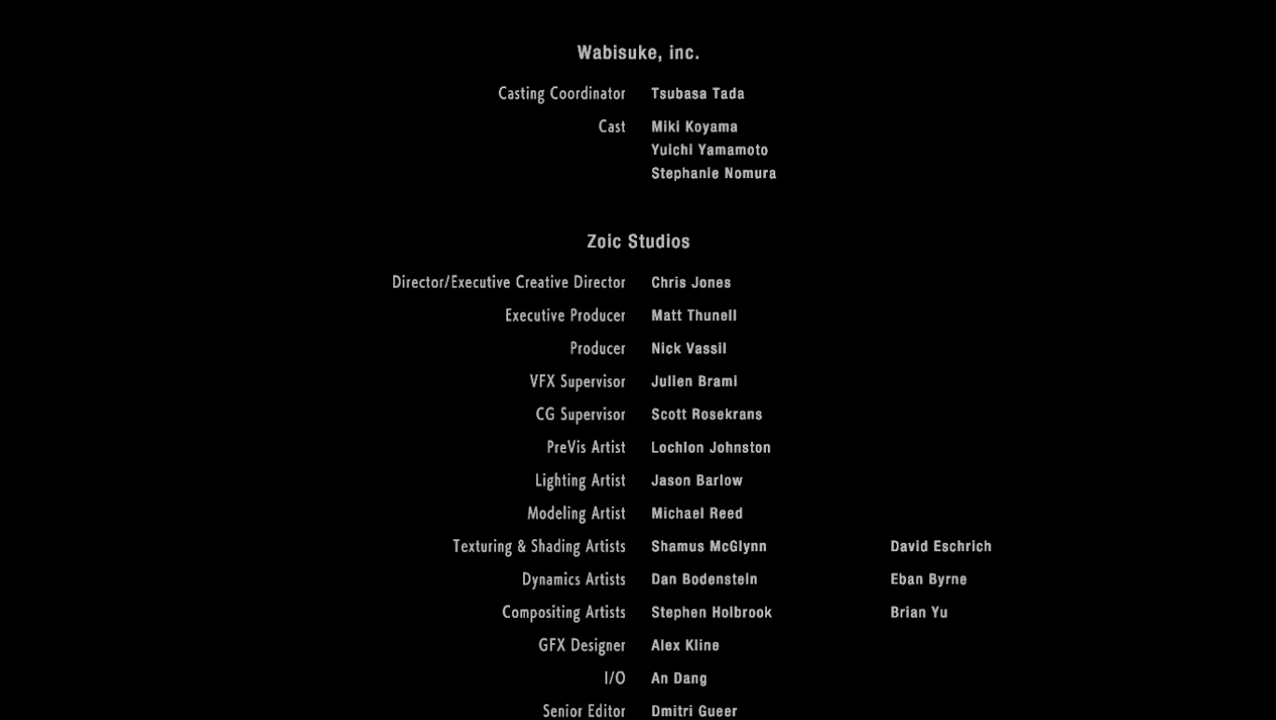 Wabisuke, inc.
Casting Coordinator Tsubasa Tada
Cast Miki Koyama
Yuichi Yamamoto
Stephanie Nomura
Zoic Studios
Director/Executive Creative Director Chris Jones
Executive Producer Matt Thunell
Producer Nick Vassil
VFX Supervisor Julien Brami
CG Supervisor Scott Rosekrans
PreVis Artist Lochlon Johnston
Lighting Artist Jason Barlow
Modeling Artist Michael Reed
Texturing & Shading Artists Shamus McGlynn David Eschrich
Dynamics Artists Dan Bodenstein Eban Byrne
Compositing Artists Stephen Holbrook Brian Yu
GFX Designer Alex Kline
I/O An Dang
Senior Editor Dmitri Gueer